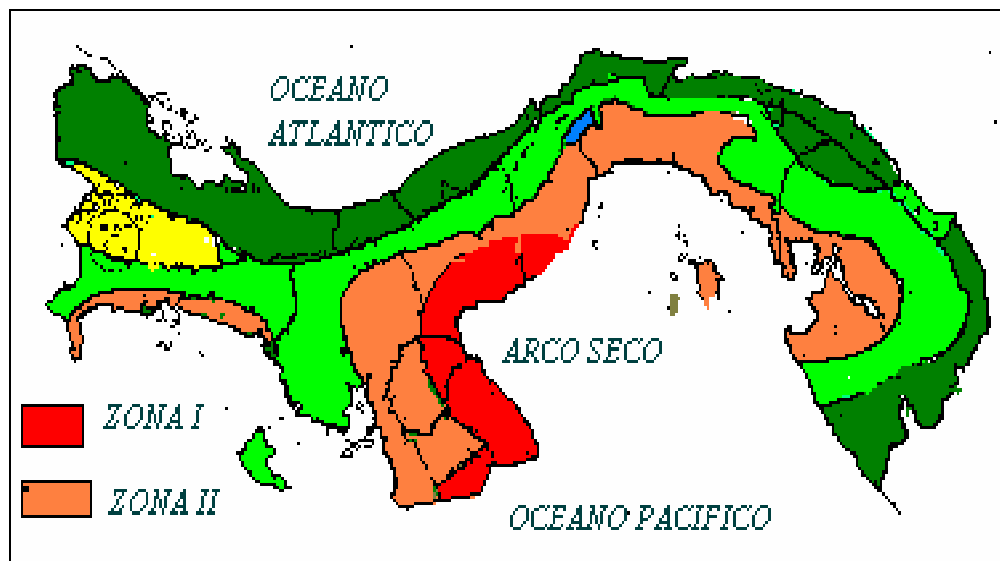 OCEANO
ATLANTICO
ARCO SECO
ZONA I
ZONA II
OCEANO PACIFICO